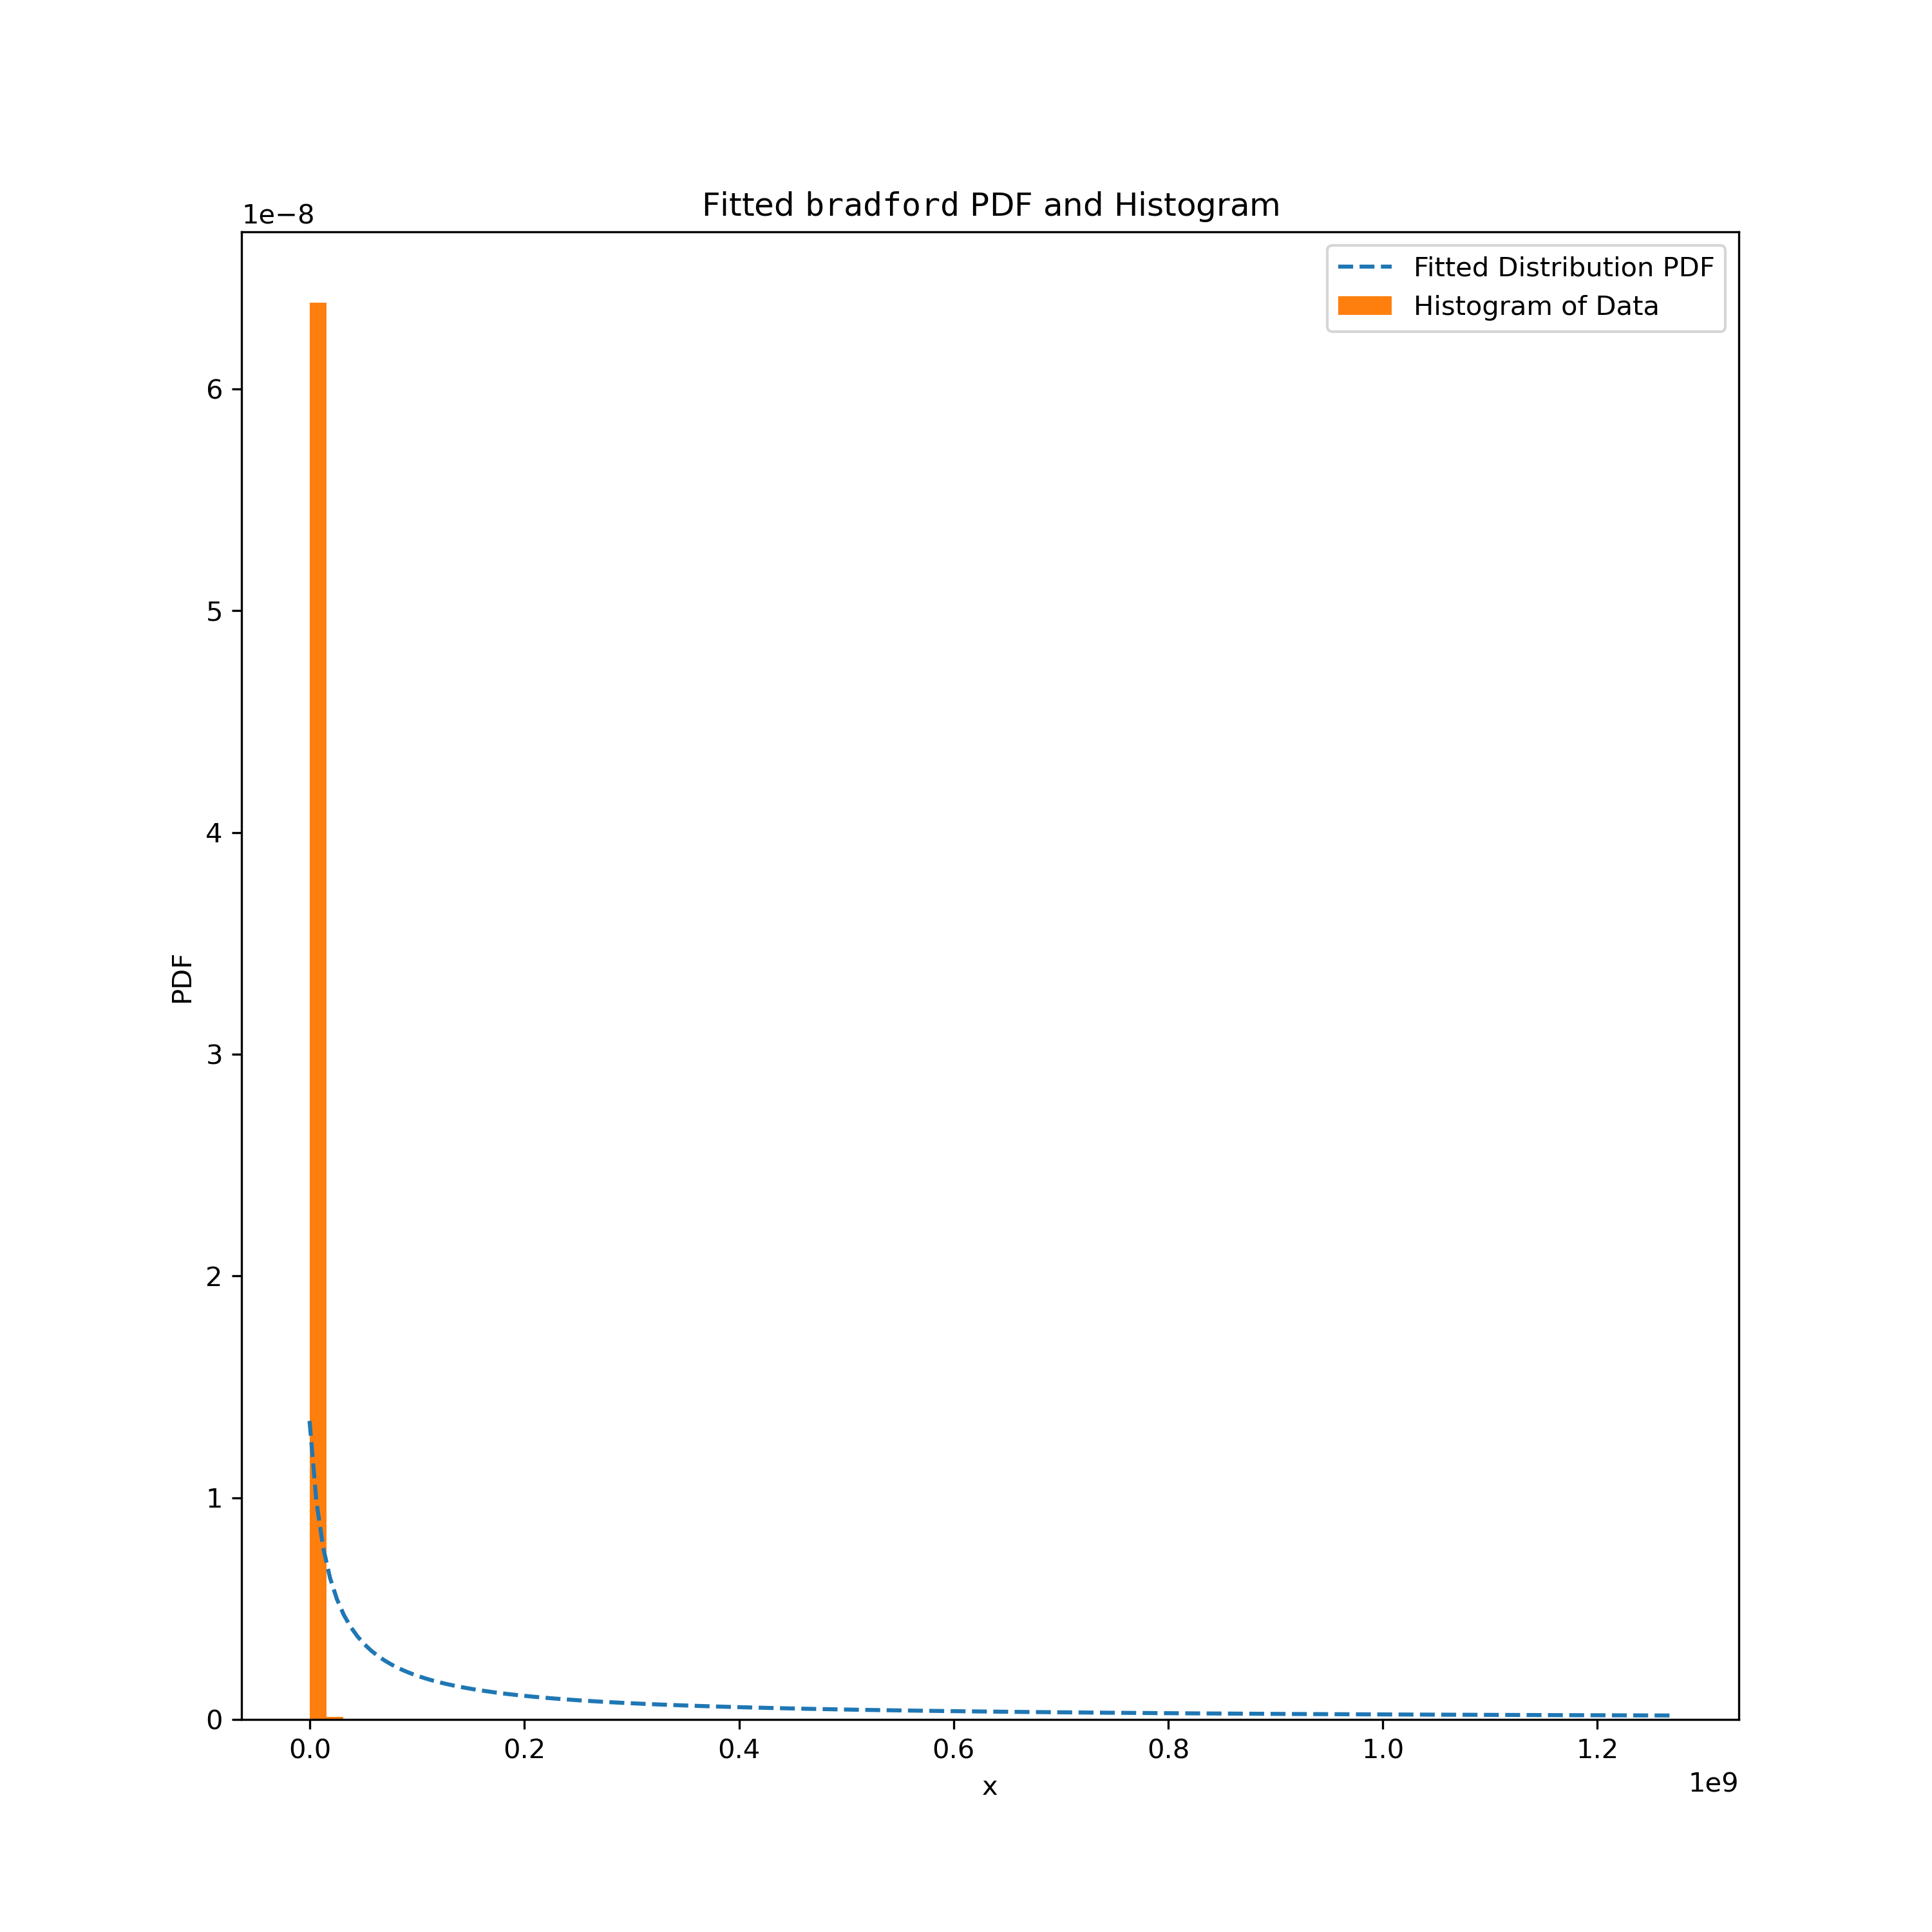 Fitted bradford PDF and Histogram
1e−8
Fitted Distribution PDF
Histogram of Data
6
5
4
3
2
1
0
PDF
0.0 0.2 0.4 0.6 0.8 1.0 1.2
x
1e9